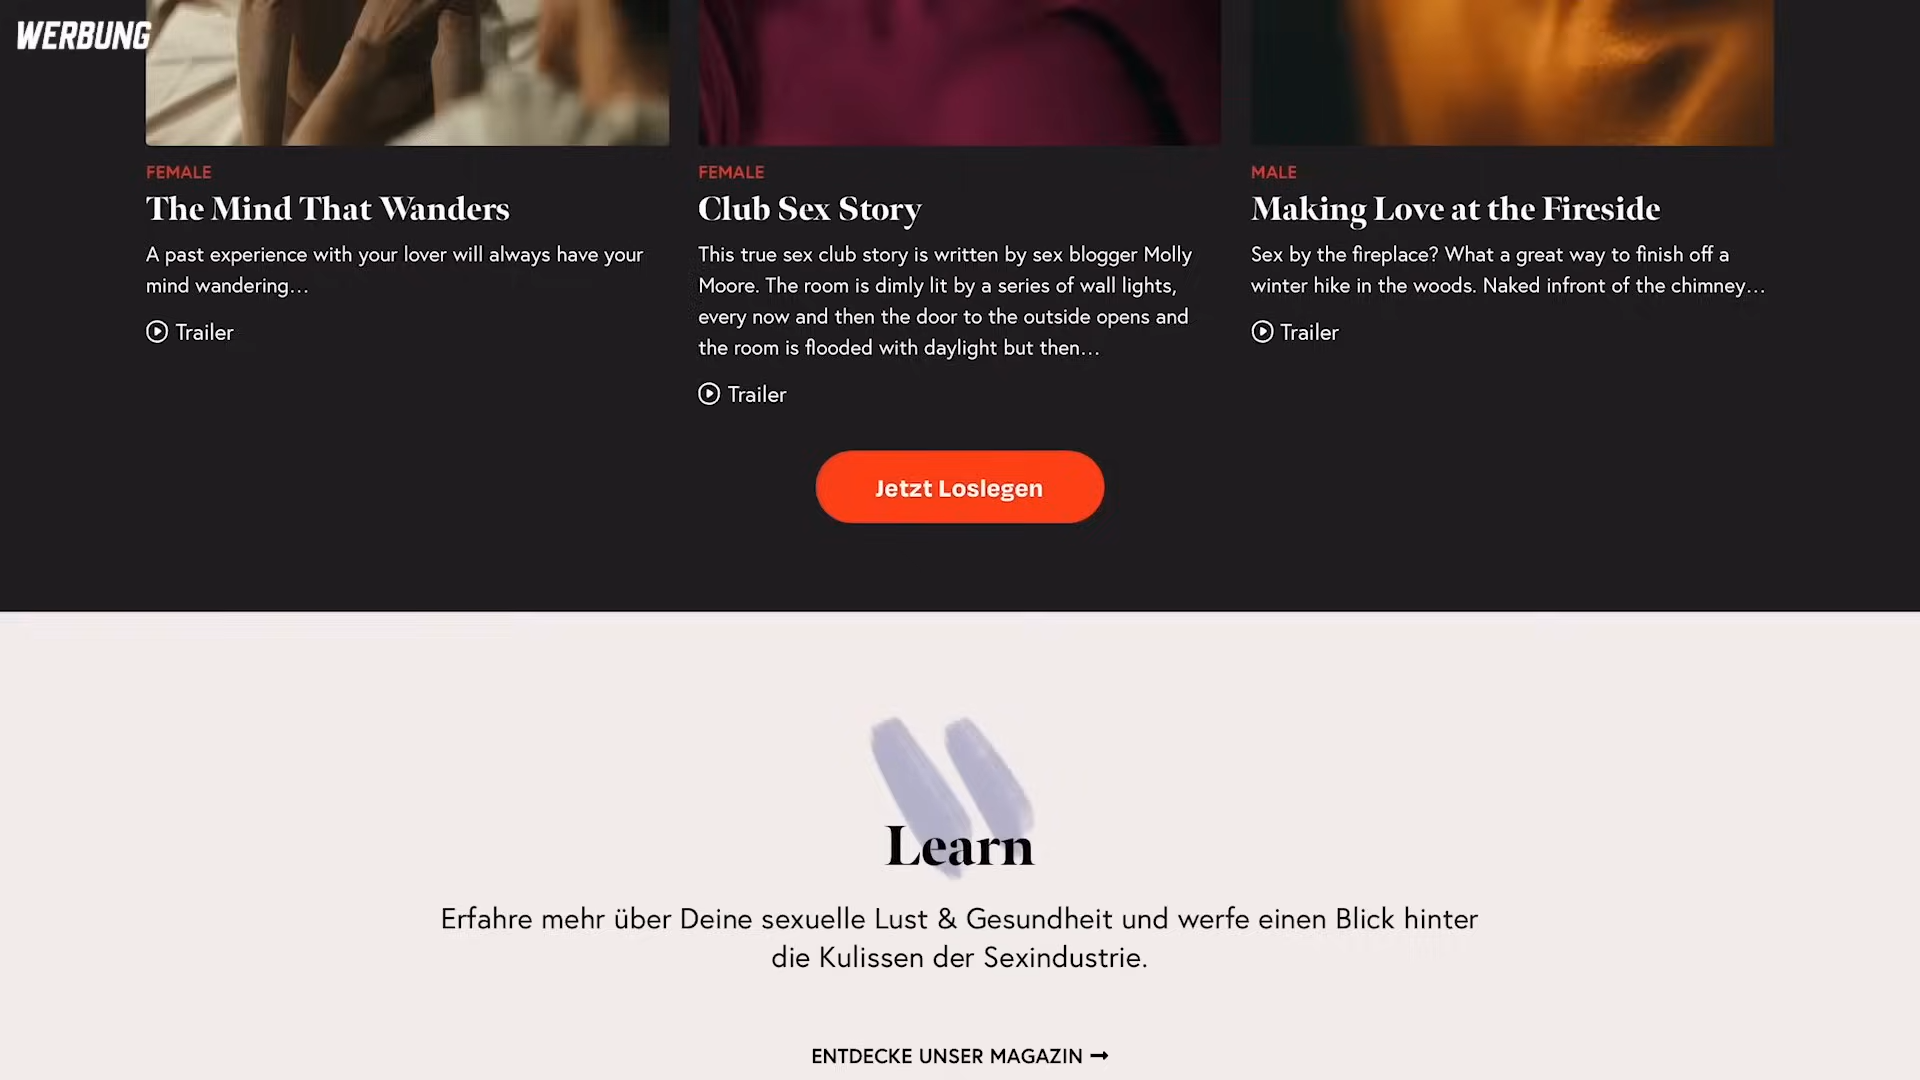 WERBUNG
FEMALE
The Mind That Wanders
A past experience with your lover will always have your
mind wandering…
Trailer
FEMALE
Club Sex Story
This true sex club story is written by sex blogger Molly
Moore. The room is dimly lit by a series of wall lights,
every now and then the door to the outside opens and
the room is flooded with daylight but then…
Trailer
MALE
Making Love at the Fireside
Sex by the fireplace? What a great way to finish off a
winter hike in the woods. Naked infront of the chimney…
Trailer
Jetzt Loslegen
Learn
Erfahre mehr über Deine sexuelle Lust & Gesundheit und werfe einen Blick hinter
die Kulissen der Sexindustrie.
ENTDECKE UNSER MAGAZIN →